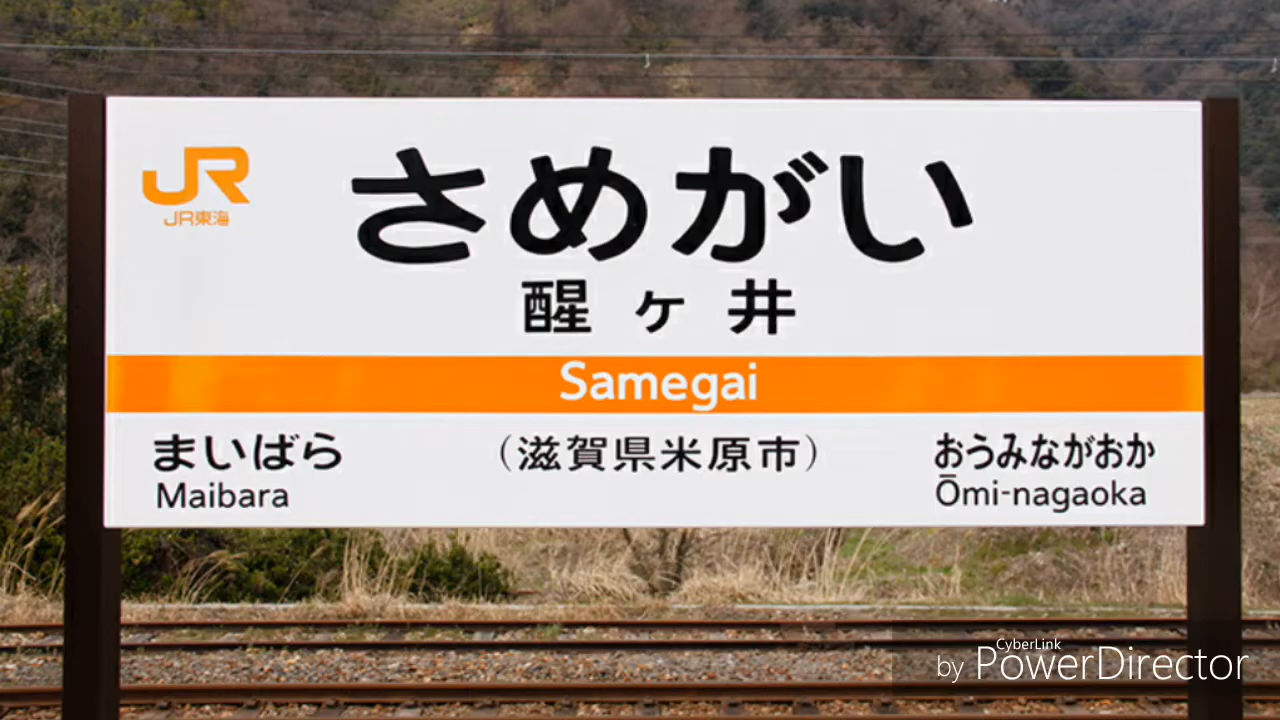 JR
JR東海
さめがい
醒ヶ井
Samegai
まいばら
Maibara
（滋賀県米原市）
おうみながおか
Ōmi-nagaoka
CyberLink
by PowerDirector